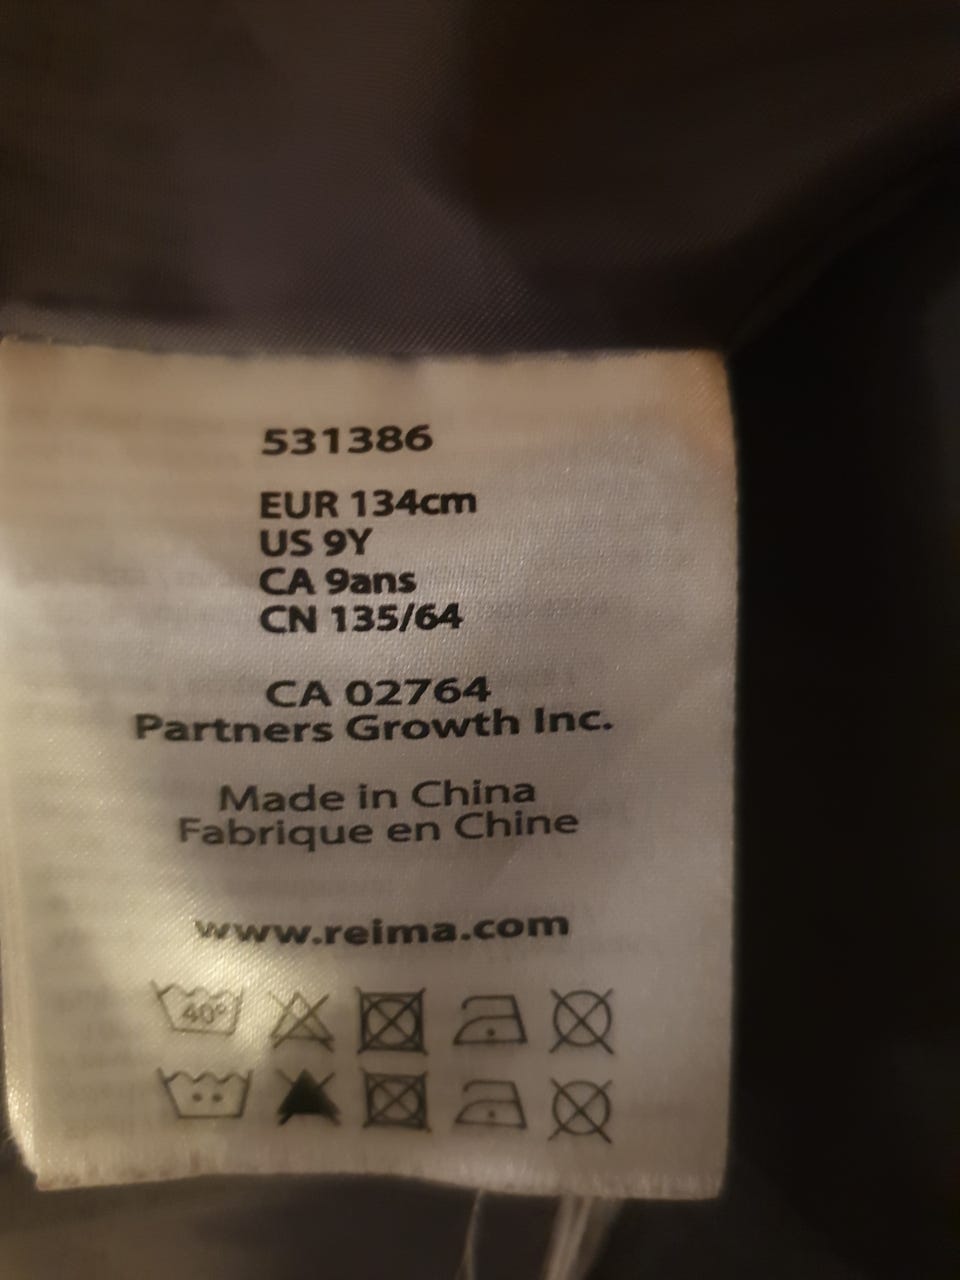 531386
EUR 134cm
US 9Y
CA 9ans
CN 135/64
CA 02764
Partners Growth Inc.
Made in China
Fabrique en Chine
www.reima.com
40°